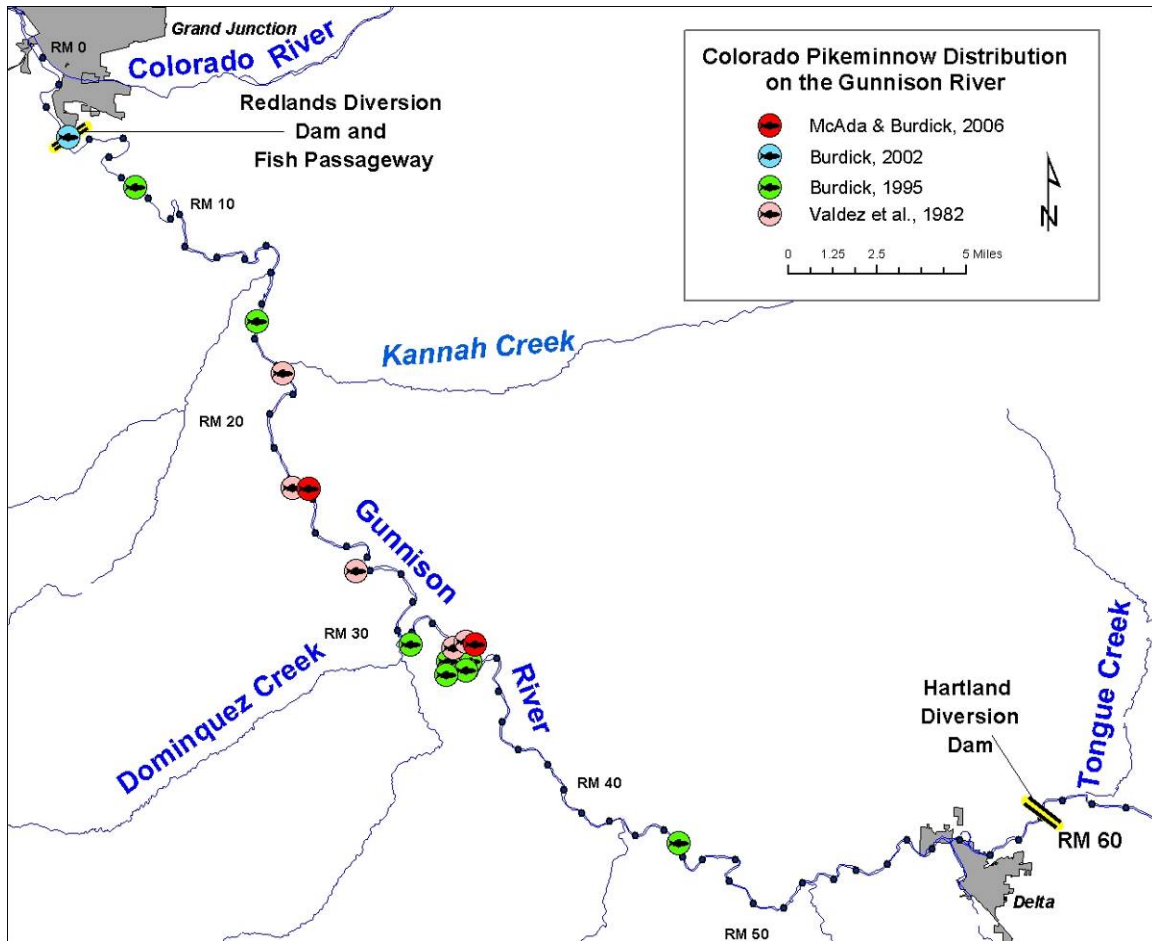 Grand Junction
RM 0
Colorado River
Redlands Diversion
Dam and
Fish Passageway
Colorado Pikeminnow Distribution
on the Gunnison River
McAda & Burdick, 2006
Burdick, 2002
Burdick, 1995
Valdez et al., 1982
N
0 1.25 2.5 5 Miles
RM 10
Kannah Creek
RM 20
Gunnison
River
RM 30
Dominquez Creek
Hartland
Diversion
Dam
Tongue Creek
RM 40
RM 60
Delta
RM 50